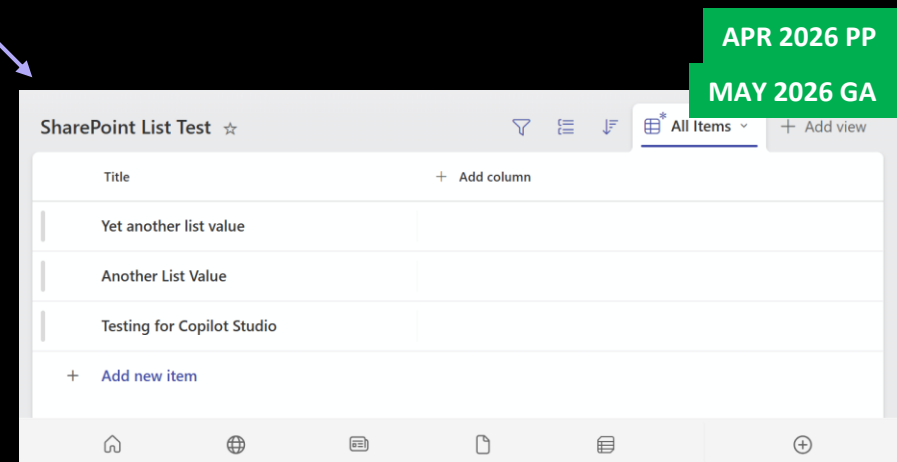 APR 2026 PP
MAY 2026 GA
SharePoint List Test
All Items
Add view
Title
Add column
Yet another list value
Another List Value
Testing for Copilot Studio
Add new item